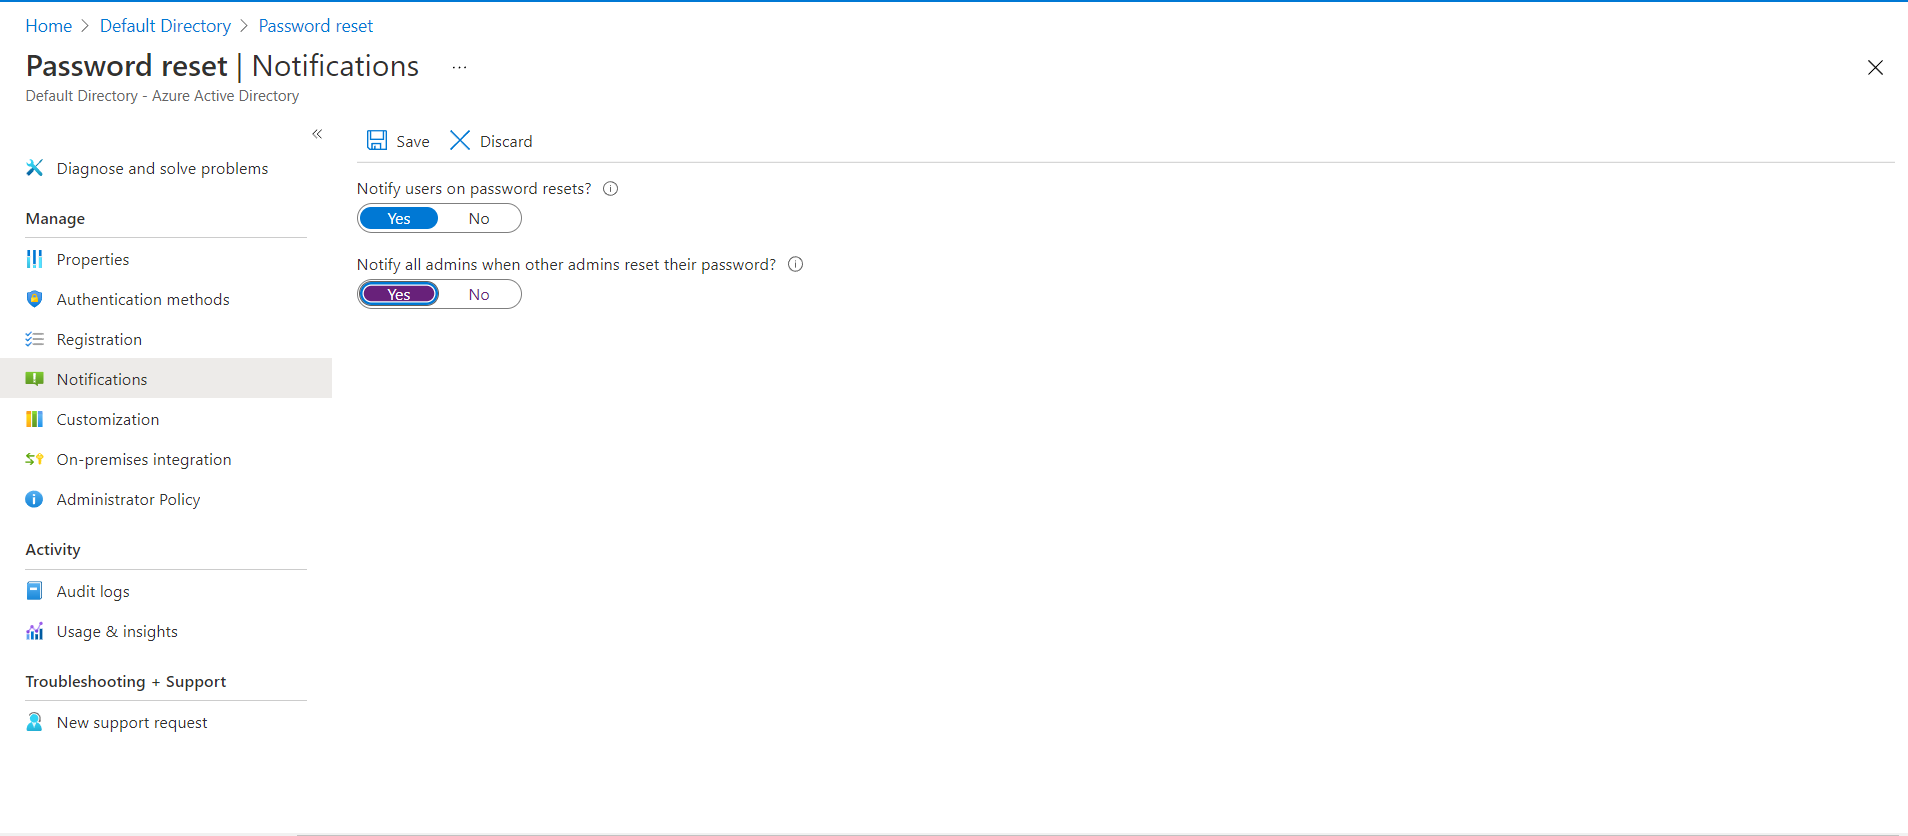 Home > Default Directory > Password reset
Password reset | Notifications ...
Default Directory - Azure Active Directory
«
Save Discard
Diagnose and solve problems
Manage
Properties
Authentication methods
Registration
Notifications
Customization
On-premises integration
Administrator Policy
Activity
Audit logs
Usage & insights
Troubleshooting + Support
New support request
Notify users on password resets?
Yes No
Notify all admins when other admins reset their password?
Yes No